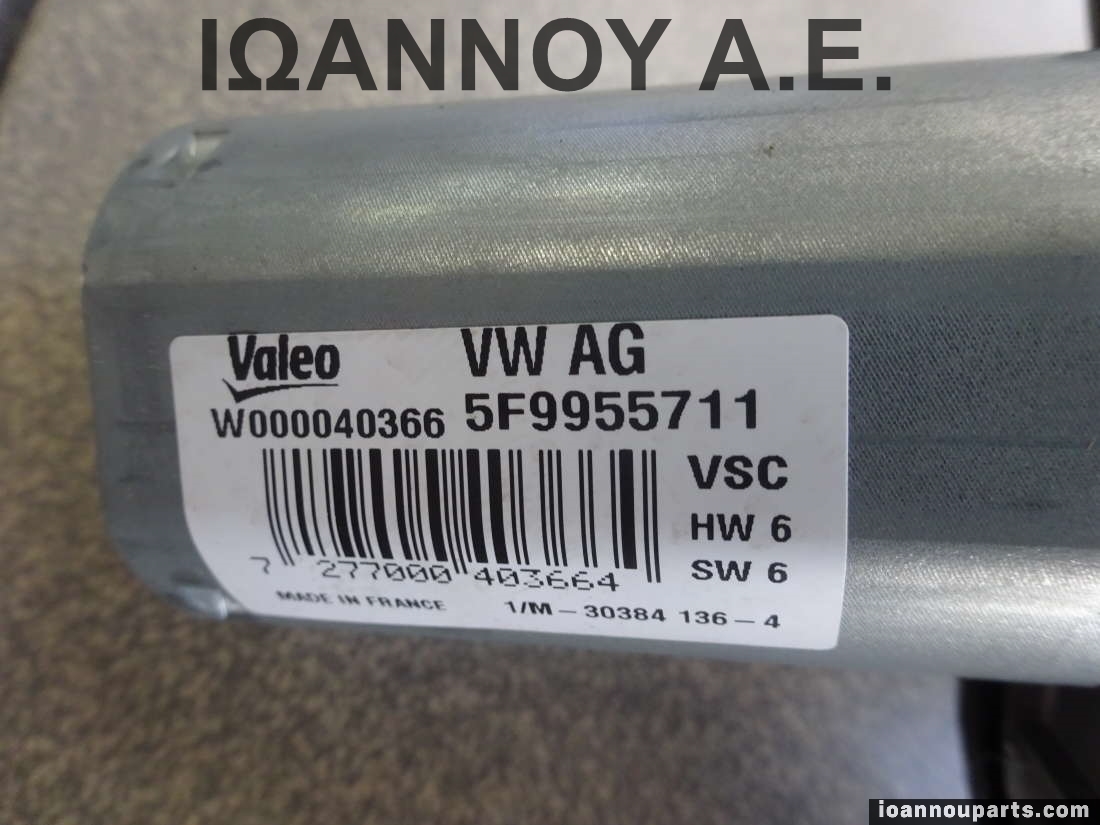 ΙΩΑΝΝΟΥ Α.Ε.
Valeo VW AG
W000040366 5F9955711
VSC
HW 6
SW 6
7 277000 403664
MADE IN FRANCE 1/M-30384 136-4
ioannouparts.com